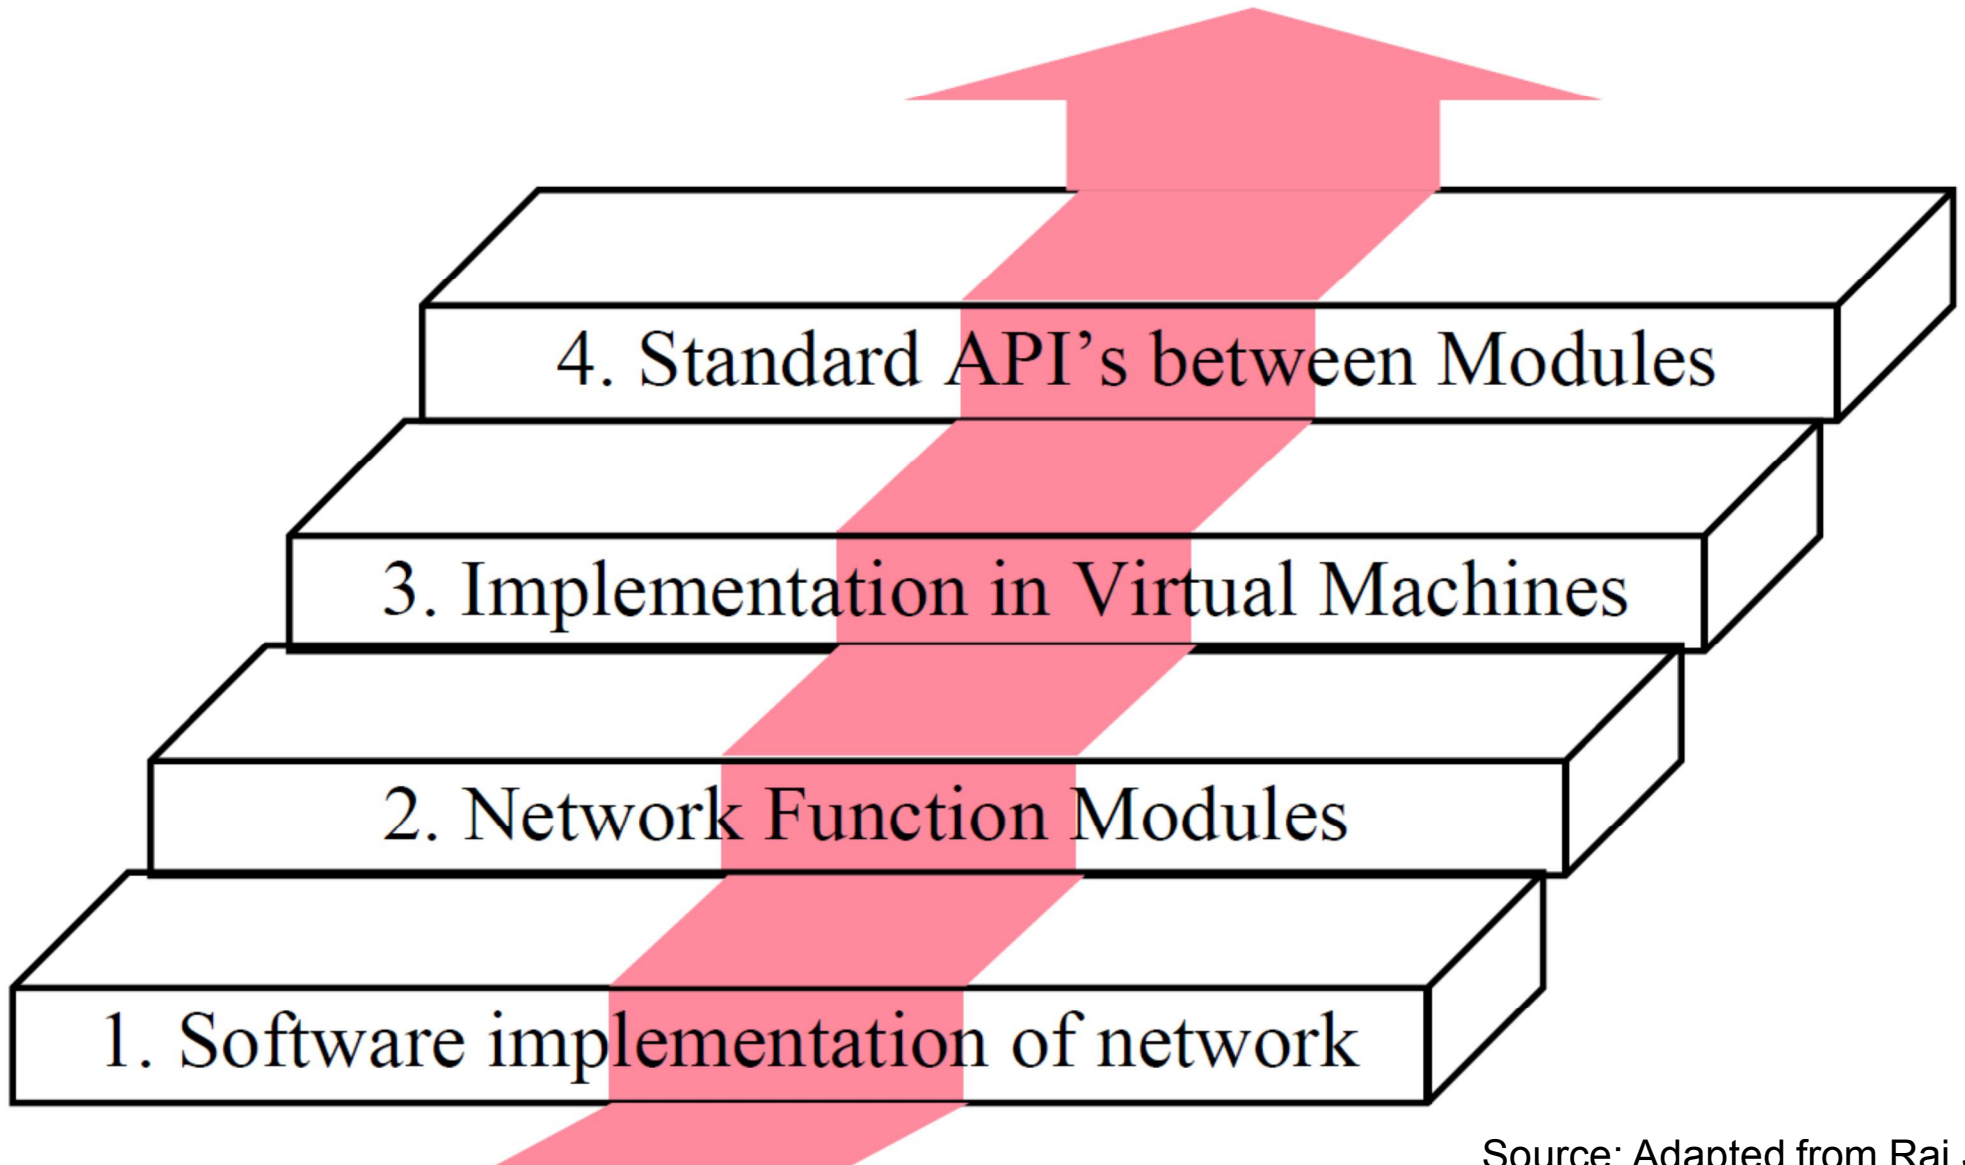 4. Standard API’s between Modules
3. Implementation in Virtual Machines
2. Network Function Modules
1. Software implementation of network
Source: Adapted from Raj